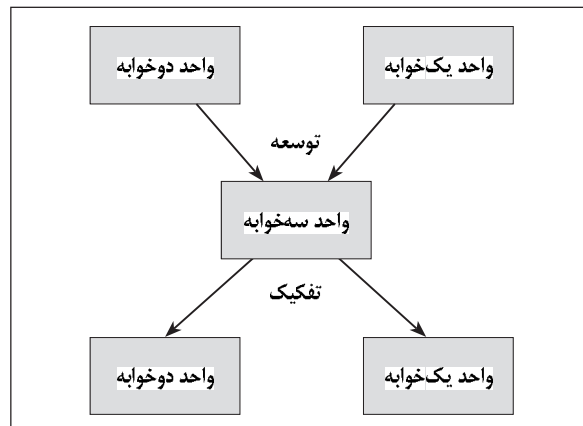 واحد یک‌خوابه
واحد دوخوابه
توسعه
واحد سه‌خوابه
تفکیک
واحد یک‌خوابه
واحد دوخوابه